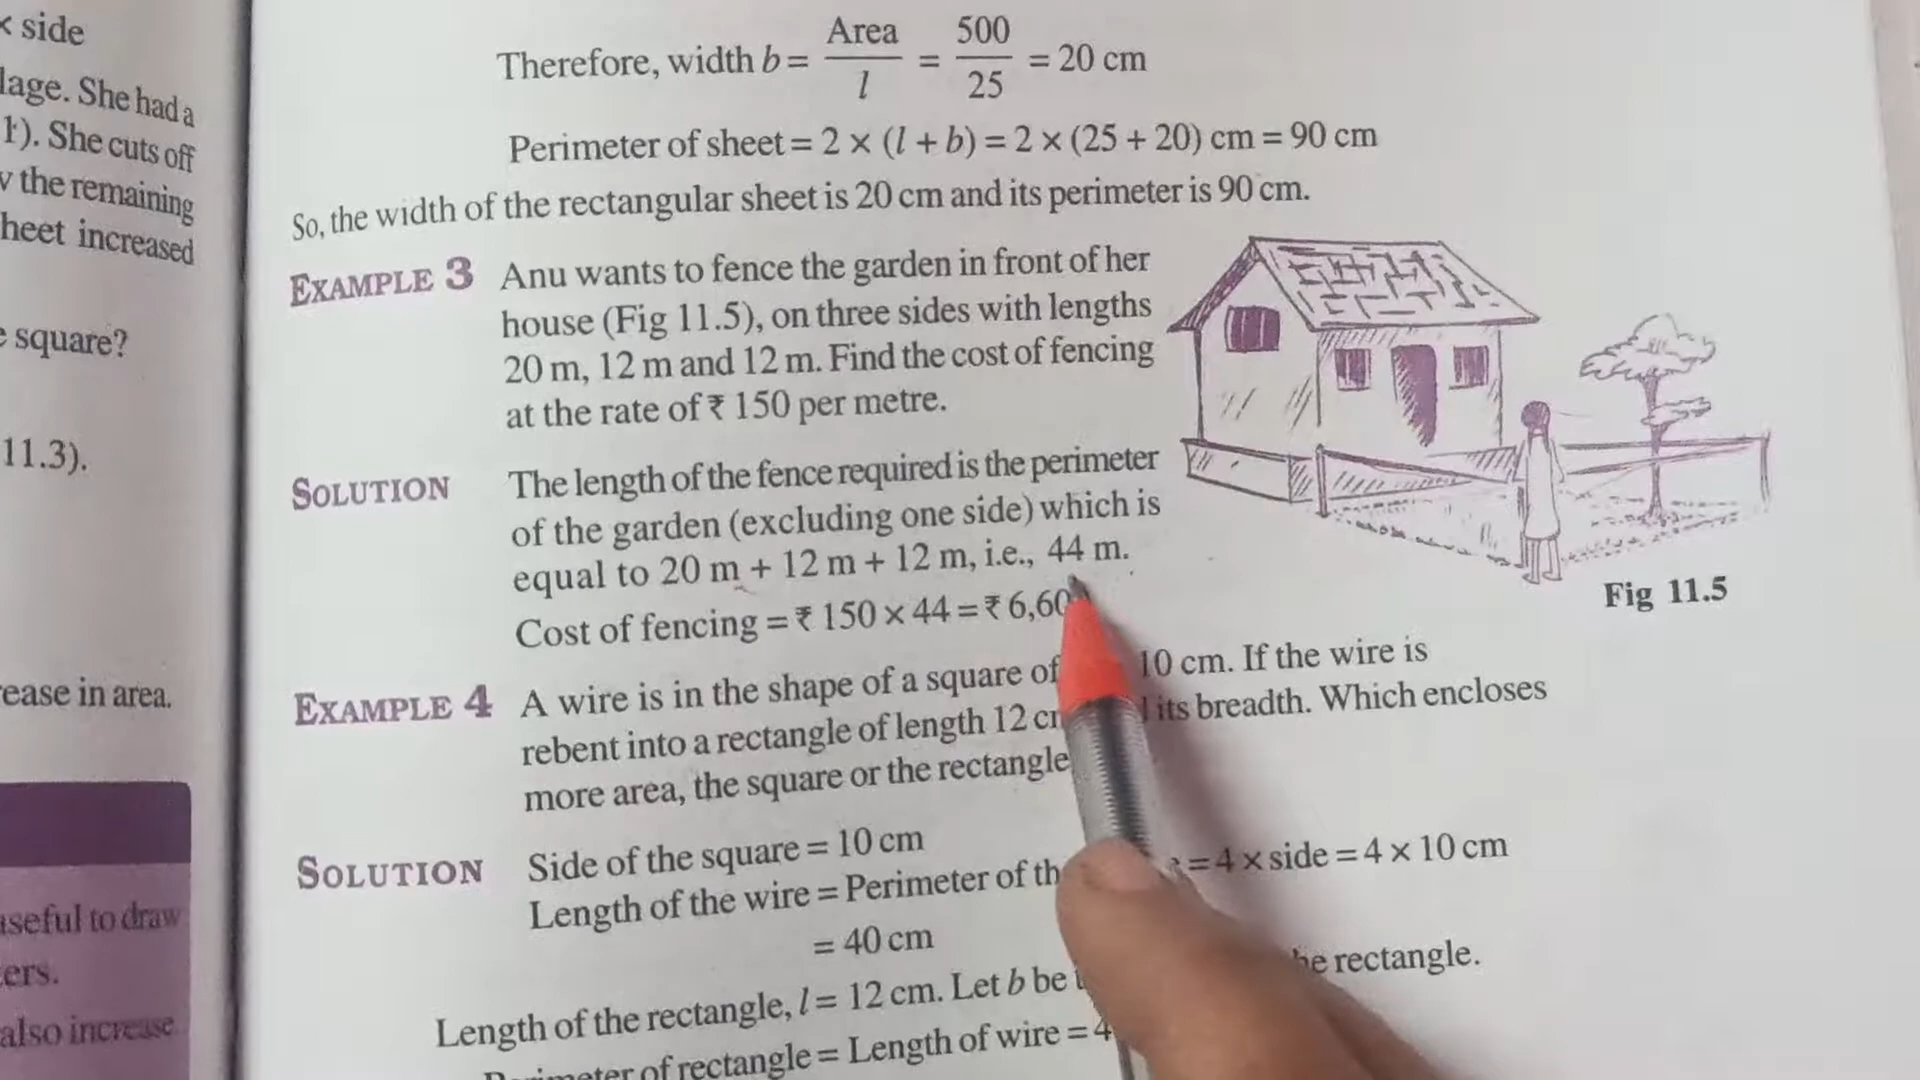 < side
lage. She had a
1). She cuts off
the remaining
heet increased
square?
11.3).
rease in area.
seful to draw
ers.
also increase
Therefore, width b = Area / l = 500 / 25 = 20 cm
Perimeter of sheet = 2 × (l + b) = 2 × (25 + 20) cm = 90 cm
So, the width of the rectangular sheet is 20 cm and its perimeter is 90 cm.
EXAMPLE 3 Anu wants to fence the garden in front of her
house (Fig 11.5), on three sides with lengths
20 m, 12 m and 12 m. Find the cost of fencing
at the rate of ₹ 150 per metre.
SOLUTION The length of the fence required is the perimeter
of the garden (excluding one side) which is
equal to 20 m + 12 m + 12 m, i.e., 44 m.
Cost of fencing = ₹ 150 × 44 = ₹ 6,60
Fig 11.5
EXAMPLE 4 A wire is in the shape of a square of 10 cm. If the wire is
rebent into a rectangle of length 12 its breadth. Which encloses
more area, the square or the rectangle
SOLUTION Side of the square = 10 cm
Length of the wire = Perimeter of = 4 × side = 4 × 10 cm
= 40 cm
Length of the rectangle, l = 12 cm. Let b be rectangle.
of rectangle = Length of wire = 4